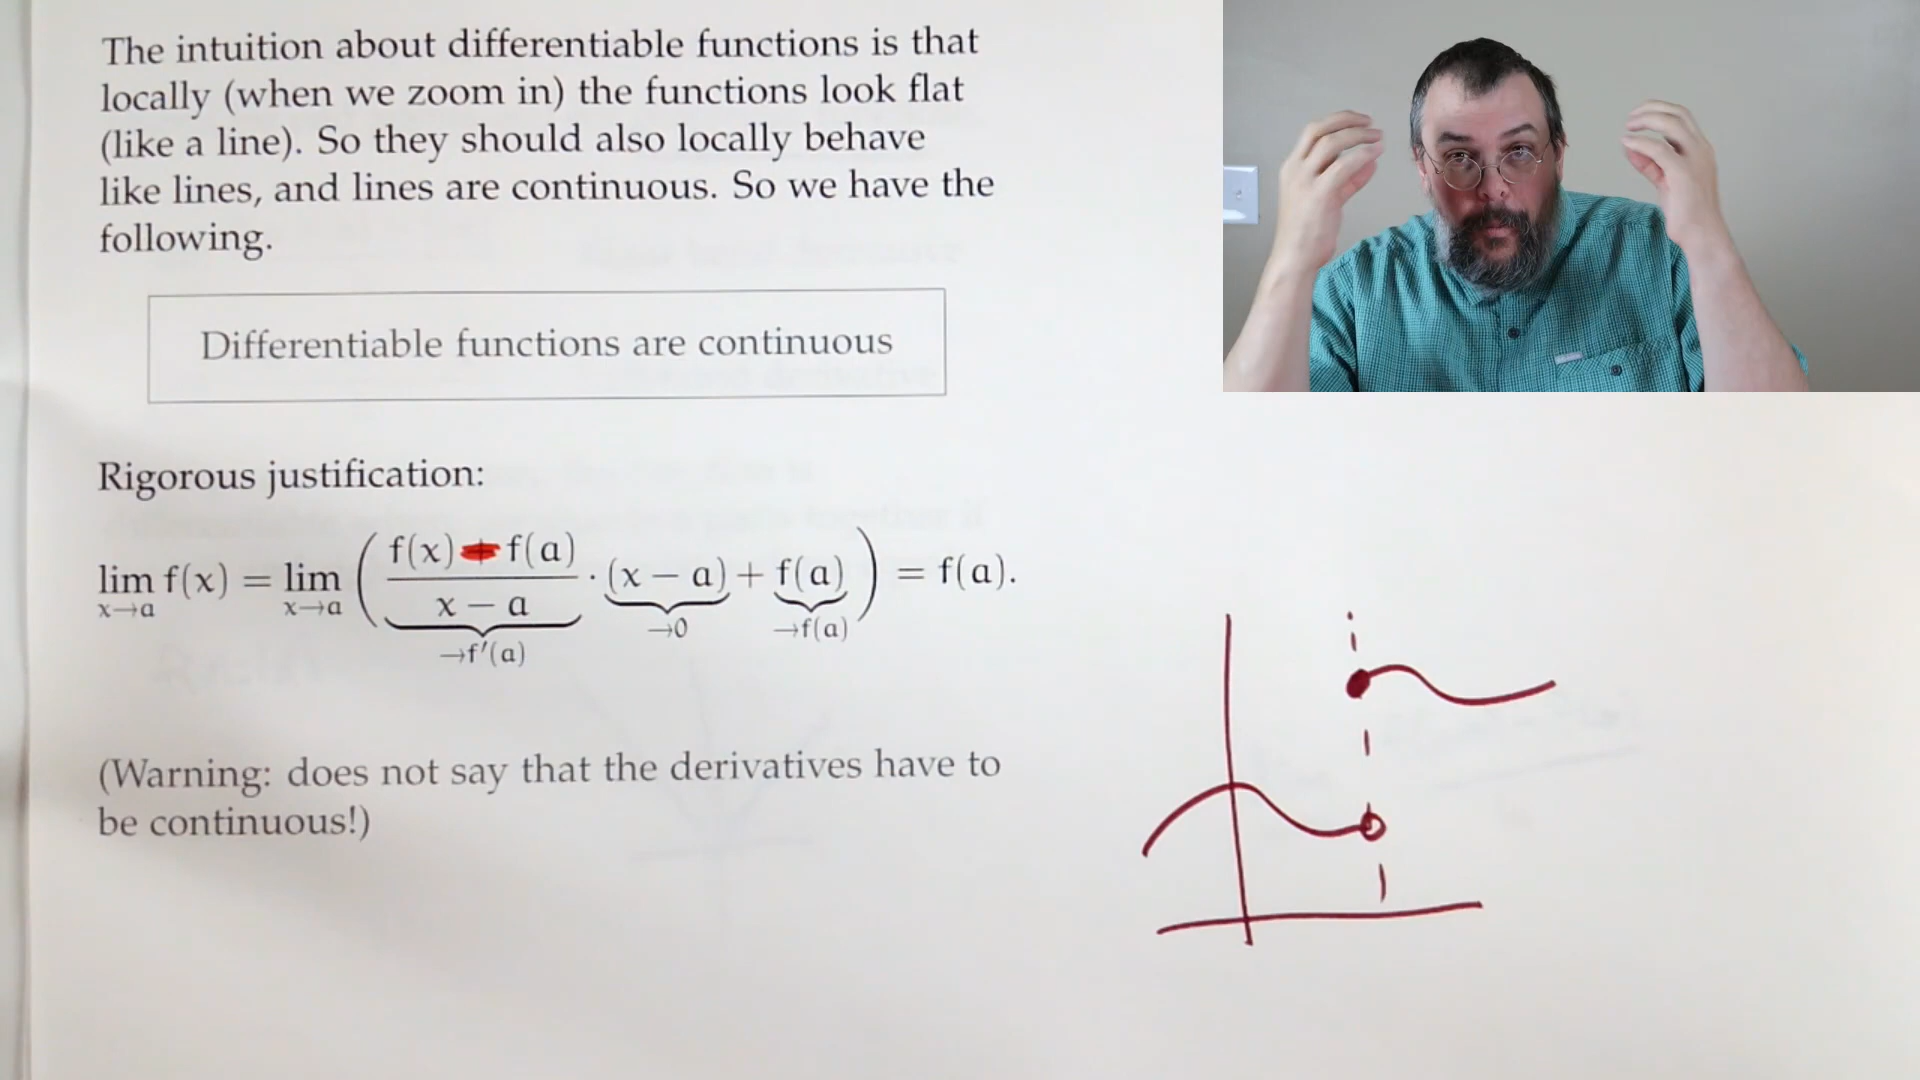 The intuition about differentiable functions is that
locally (when we zoom in) the functions look flat
(like a line). So they should also locally behave
like lines, and lines are continuous. So we have the
following.
Differentiable functions are continuous
Rigorous justification:
lim x→a f(x) = lim x→a ( f(x) − f(a) / x − a · (x − a) + f(a) ) = f(a).
→f′(a) →0 →f(a)
(Warning: does not say that the derivatives have to
be continuous!)